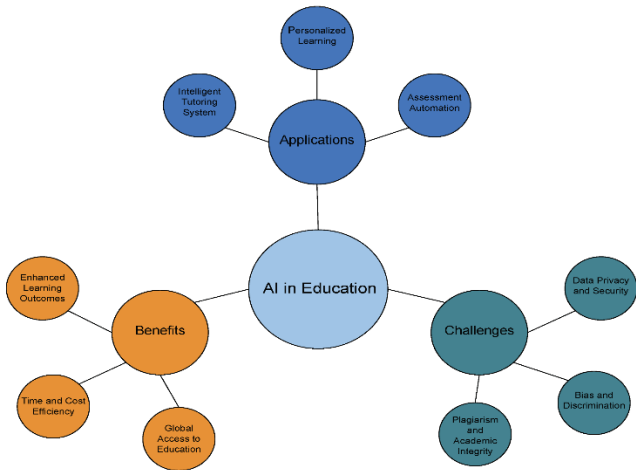 Personalized
Learning
Intelligent
Tutoring
System
Assessment
Automation
Applications
AI in Education
Enhanced
Learning
Outcomes
Benefits
Time and Cost
Efficiency
Global
Access to
Education
Data Privacy
and Security
Challenges
Bias and
Discrimination
Plagiarism and
Academic
Integrity